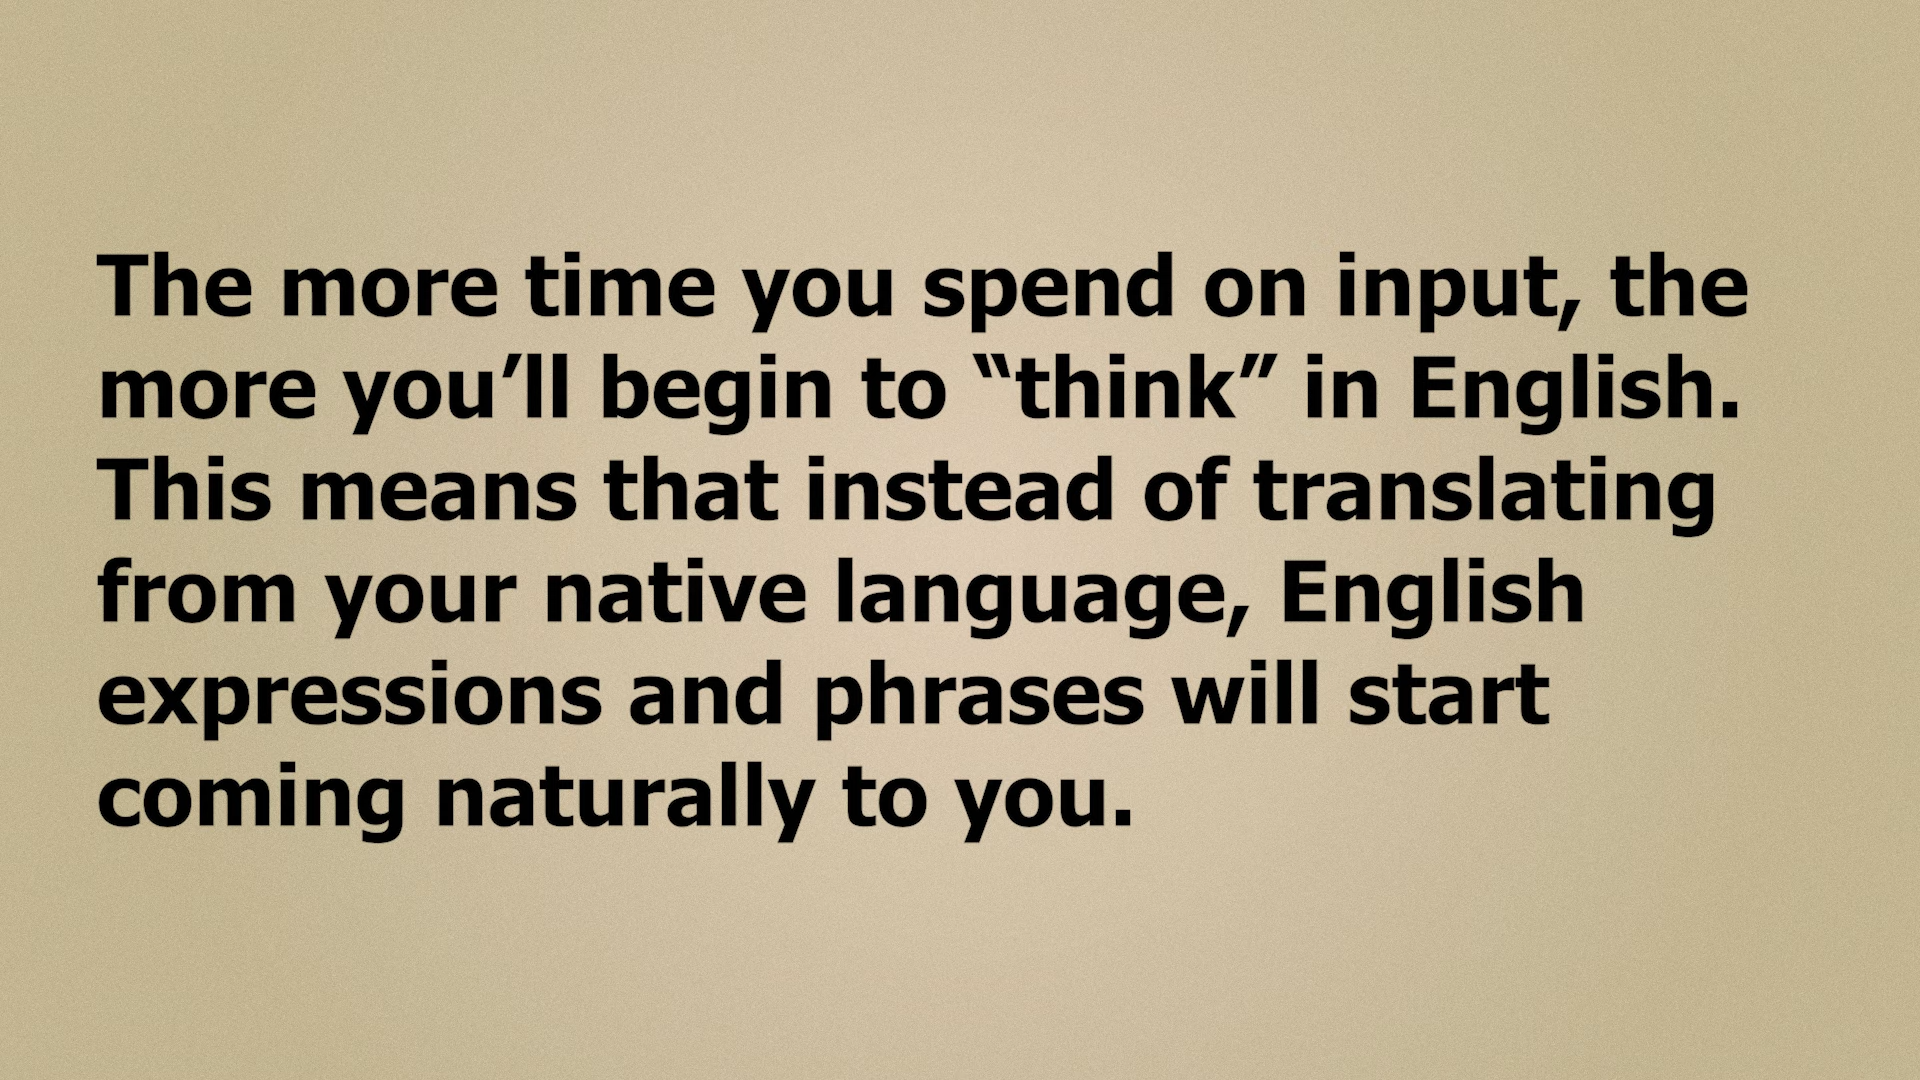 The more time you spend on input, the
more you’ll begin to “think” in English.
This means that instead of translating
from your native language, English
expressions and phrases will start
coming naturally to you.